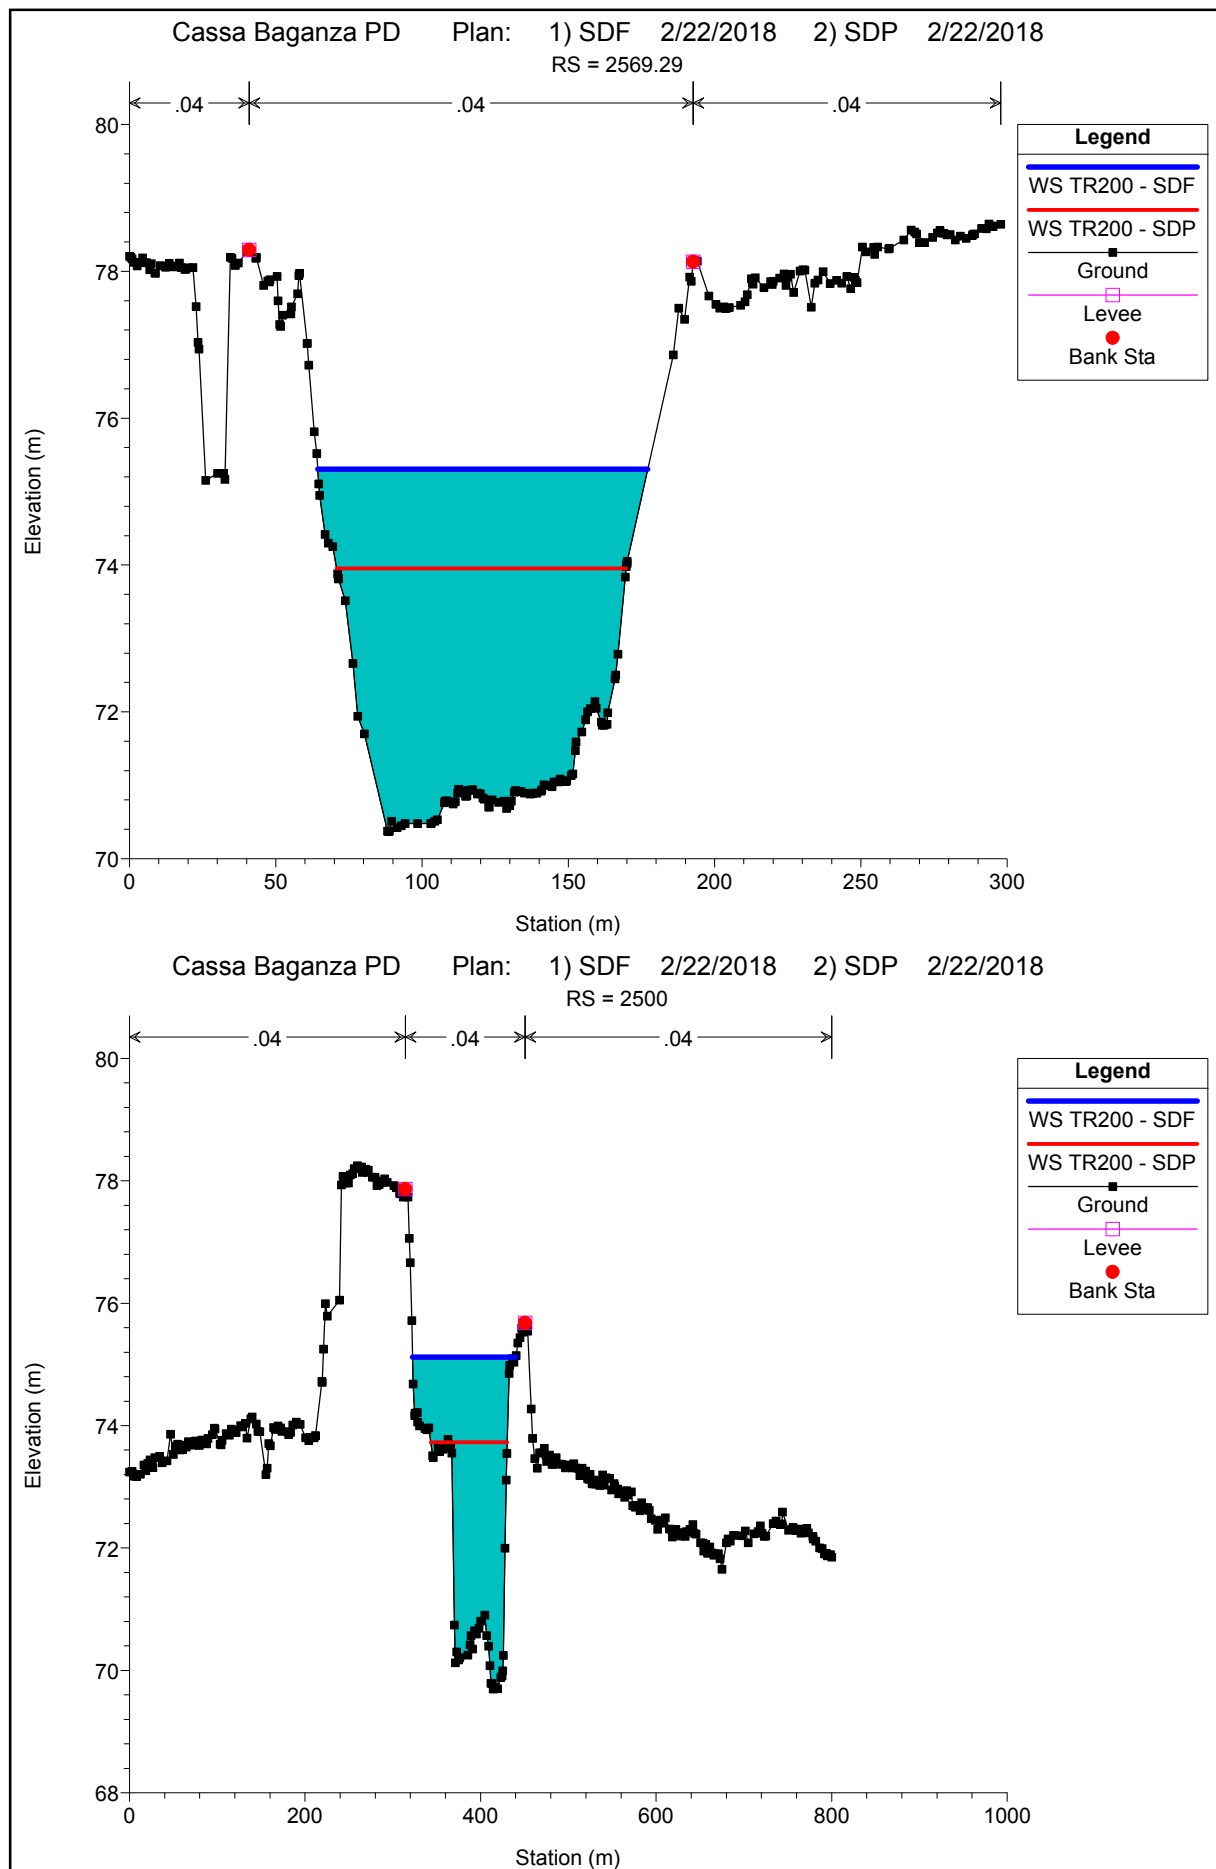 Cassa Baganza PD Plan: 1) SDF 2/22/2018 2) SDP 2/22/2018
RS = 2569.29
.04 .04 .04
80
78
76
74
72
70
Elevation (m)
0 50 100 150 200 250 300
Station (m)
Legend
WS TR200 - SDF
WS TR200 - SDP
Ground
Levee
Bank Sta
Cassa Baganza PD Plan: 1) SDF 2/22/2018 2) SDP 2/22/2018
RS = 2500
.04 .04 .04
80
78
76
74
72
70
68
Elevation (m)
0 200 400 600 800 1000
Station (m)
Legend
WS TR200 - SDF
WS TR200 - SDP
Ground
Levee
Bank Sta